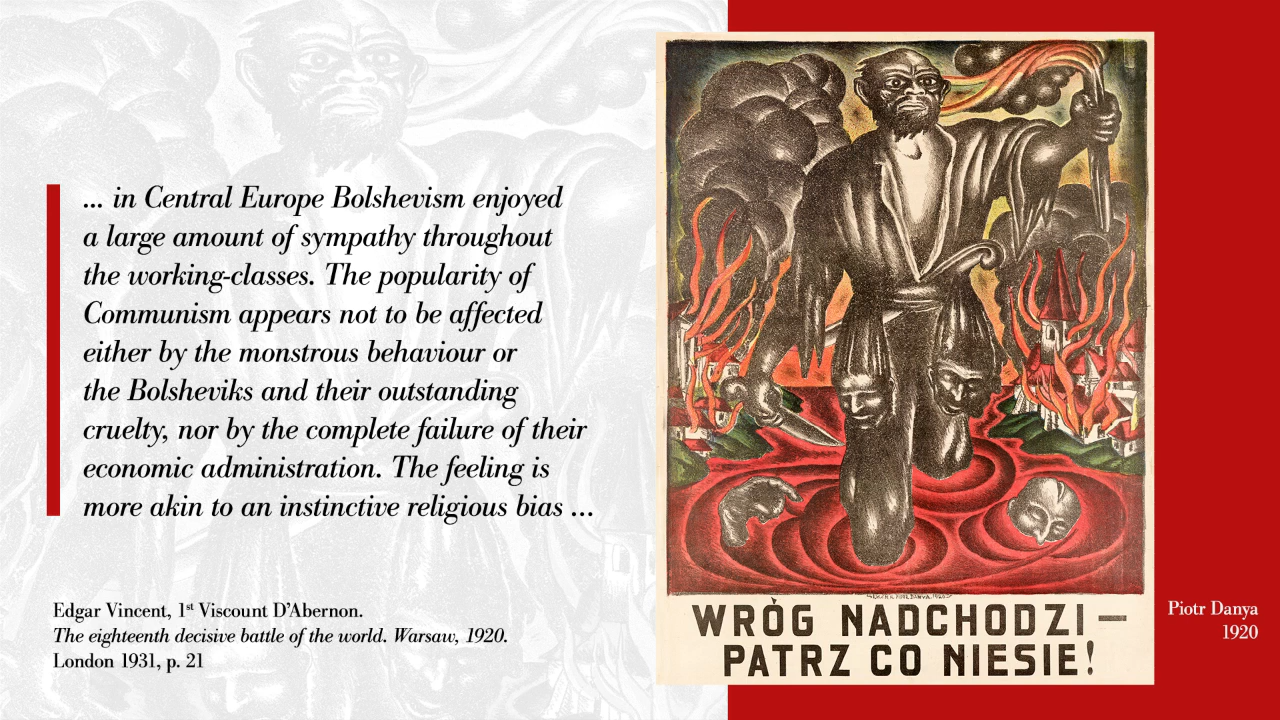 ... in Central Europe Bolshevism enjoyed
a large amount of sympathy throughout
the working-classes. The popularity of
Communism appears not to be affected
either by the monstrous behaviour or
the Bolsheviks and their outstanding
cruelty, nor by the complete failure of their
economic administration. The feeling is
more akin to an instinctive religious bias ...
Edgar Vincent, 1st Viscount D’Abernon.
The eighteenth decisive battle of the world. Warsaw, 1920.
London 1931, p. 21
WRÓG NADCHODZI —
PATRZ CO NIESIE!
Piotr Danya
1920